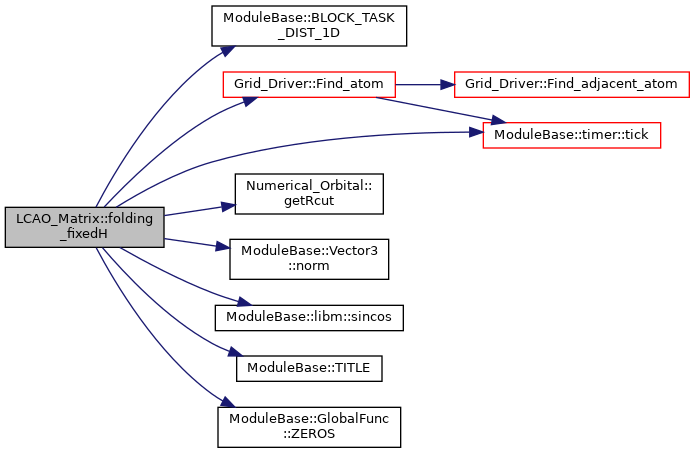 ModuleBase::BLOCK_TASK
_DIST_1D
Grid_Driver::Find_atom
Grid_Driver::Find_adjacent_atom
ModuleBase::timer::tick
Numerical_Orbital::
getRcut
LCAO_Matrix::folding
_fixedH
ModuleBase::Vector3
::norm
ModuleBase::libm::sincos
ModuleBase::TITLE
ModuleBase::GlobalFunc
::ZEROS